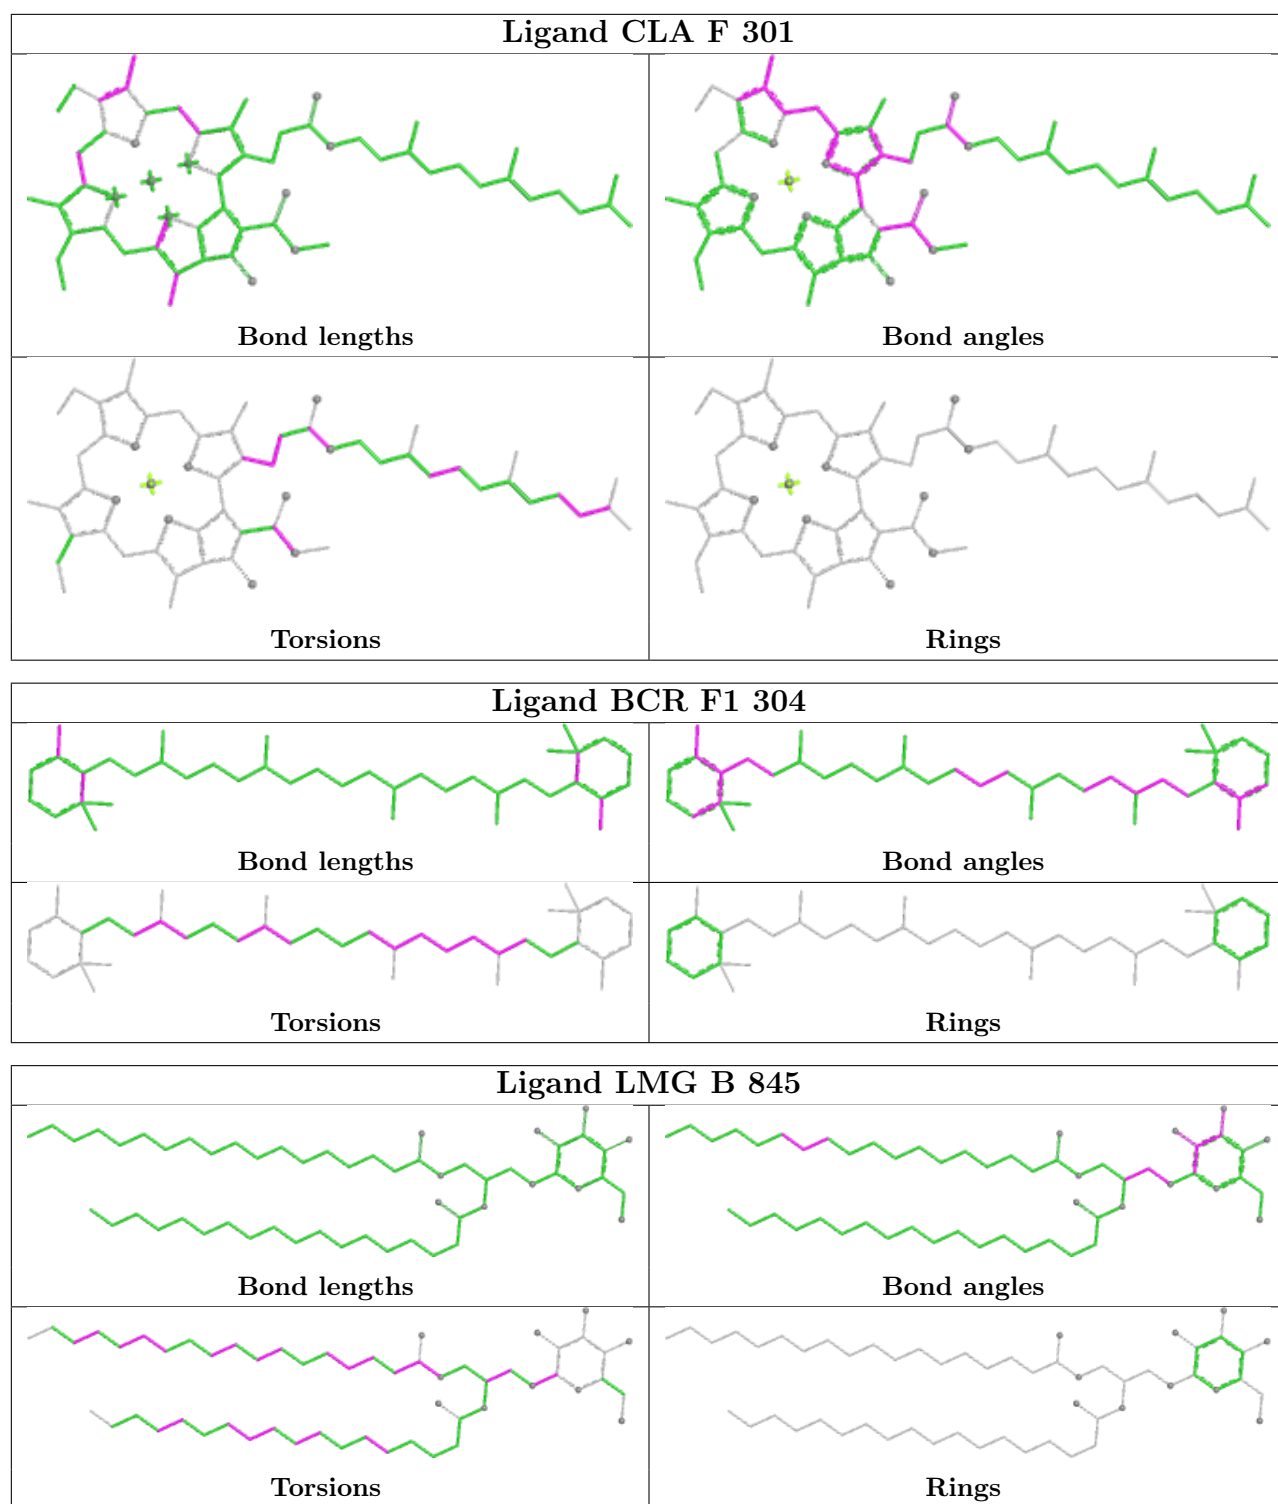 Ligand CLA F 301
Bond lengths
Bond angles
Torsions
Rings
Ligand BCR F1 304
Bond lengths
Bond angles
Torsions
Rings
Ligand LMG B 845
Bond lengths
Bond angles
Torsions
Rings